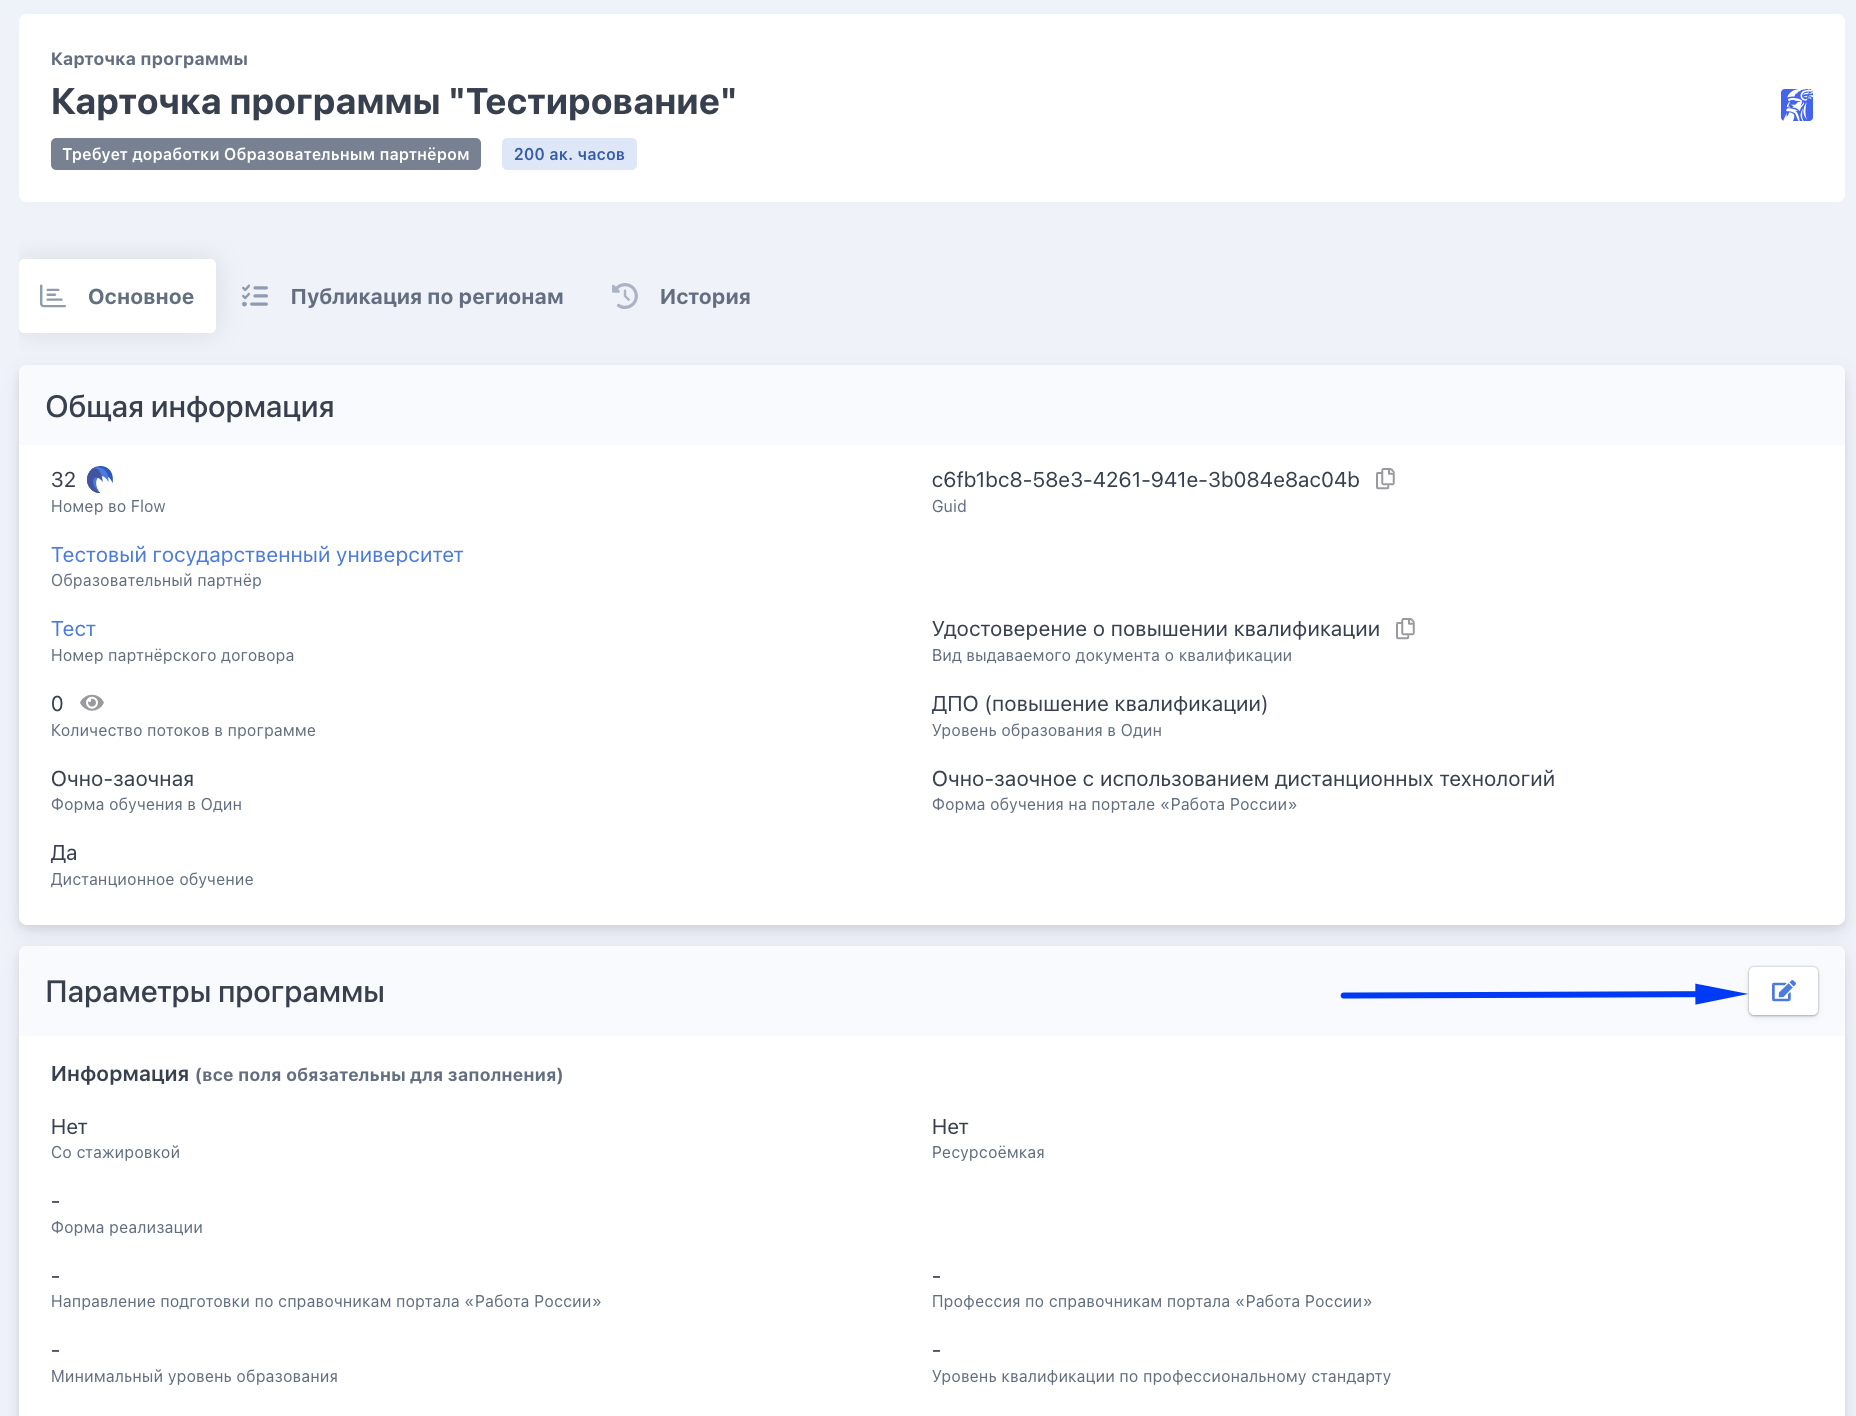 Карточка программы
Карточка программы "Тестирование"
Требует доработки Образовательным партнёром 200 ак. часов
Основное Публикация по регионам История
Общая информация
32 c6fb1bc8-58e3-4261-941e-3b084e8ac04b
Номер во Flow Guid
Тестовый государственный университет
Образовательный партнёр
Тест Удостоверение о повышении квалификации
Номер партнёрского договора Вид выдаваемого документа о квалификации
0 ДПО (повышение квалификации)
Количество потоков в программе Уровень образования в Один
Очно-заочная Очно-заочное с использованием дистанционных технологий
Форма обучения в Один Форма обучения на портале «Работа России»
Да
Дистанционное обучение
Параметры программы
Информация (все поля обязательны для заполнения)
Нет Нет
Со стажировкой Ресурсоёмкая
-
Форма реализации
- -
Направление подготовки по справочникам портала «Работа России» Профессия по справочникам портала «Работа России»
- -
Минимальный уровень образования Уровень квалификации по профессиональному стандарту